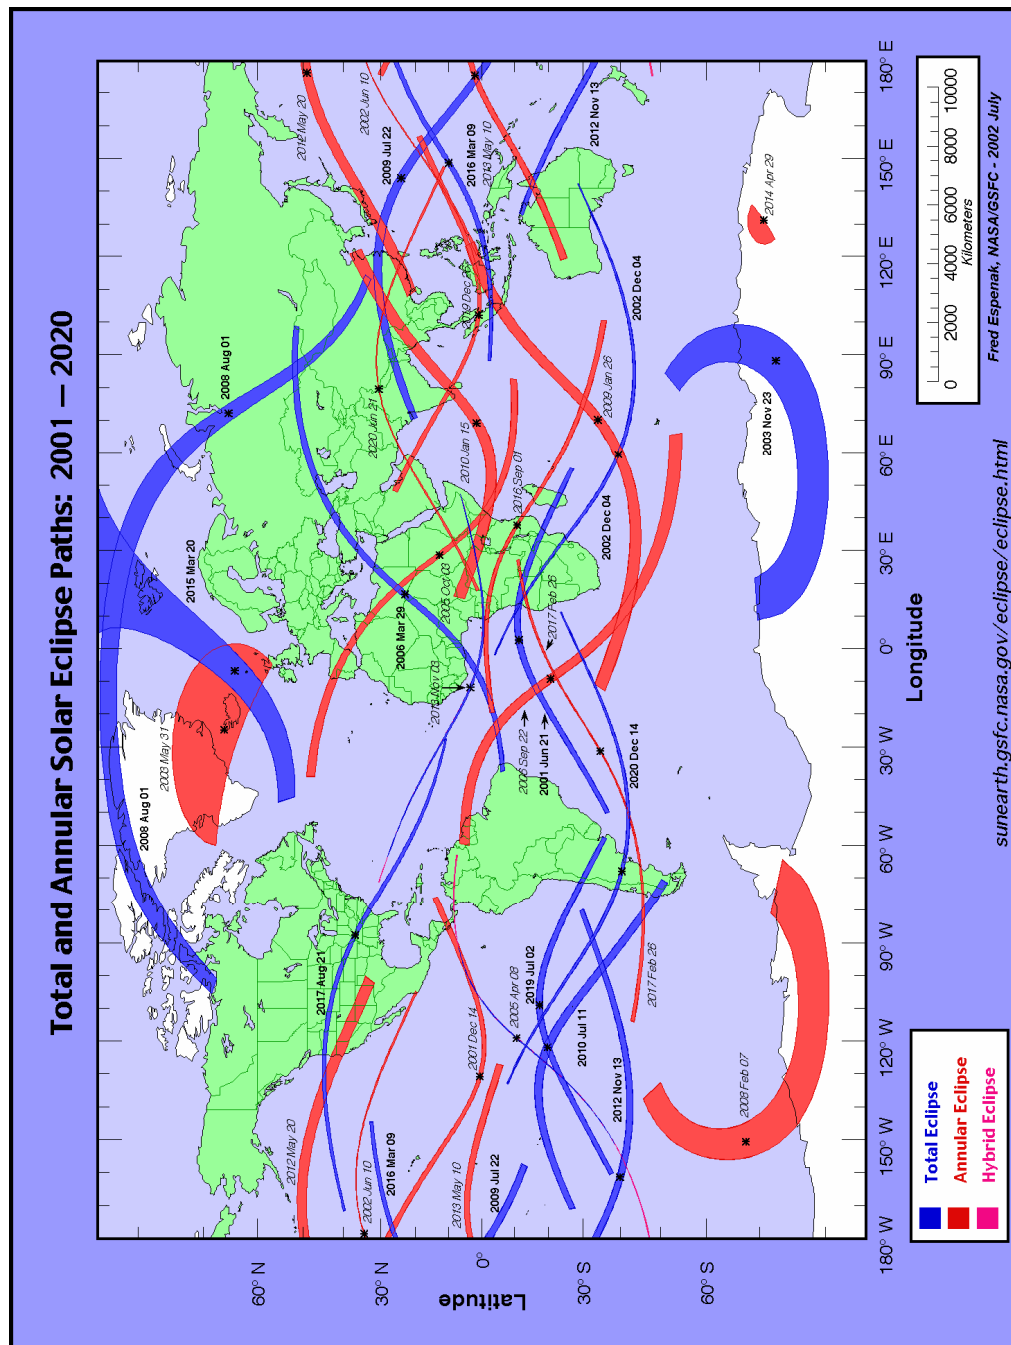 Total and Annular Solar Eclipse Paths: 2001 — 2020
2008 Aug 01
2015 Mar 20
2003 May 31
2008 Aug 01
2012 May 20
2002 Jun 10
2009 Jul 22
2016 Mar 09
2013 May 10
2012 Nov 13
2019 Dec 26
2020 Jun 21
2010 Jan 15
2009 Jan 26
2002 Dec 04
2014 Apr 29
2003 Nov 23
2016 Sep 01
2002 Dec 04
2005 Oct 03
2006 Mar 29
2017 Feb 26
2013 Nov 03
2006 Sep 22
2001 Jun 21
2020 Dec 14
2017 Aug 21
2019 Jul 02
2005 Apr 08
2017 Feb 26
2010 Jul 11
2001 Dec 14
2012 Nov 13
2008 Feb 07
2012 May 20
2002 Jun 10
2016 Mar 09
2013 May 10
2009 Jul 22
Latitude
60° N
30° N
0°
30° S
60° S
180° W
150° W
120° W
90° W
60° W
30° W
0°
30° E
60° E
90° E
120° E
150° E
180° E
Longitude
Total Eclipse
Annular Eclipse
Hybrid Eclipse
0 2000 4000 6000 8000 10000
Kilometers
Fred Espenak, NASA/GSFC - 2002 July
sunearth.gsfc.nasa.gov/eclipse/eclipse.html